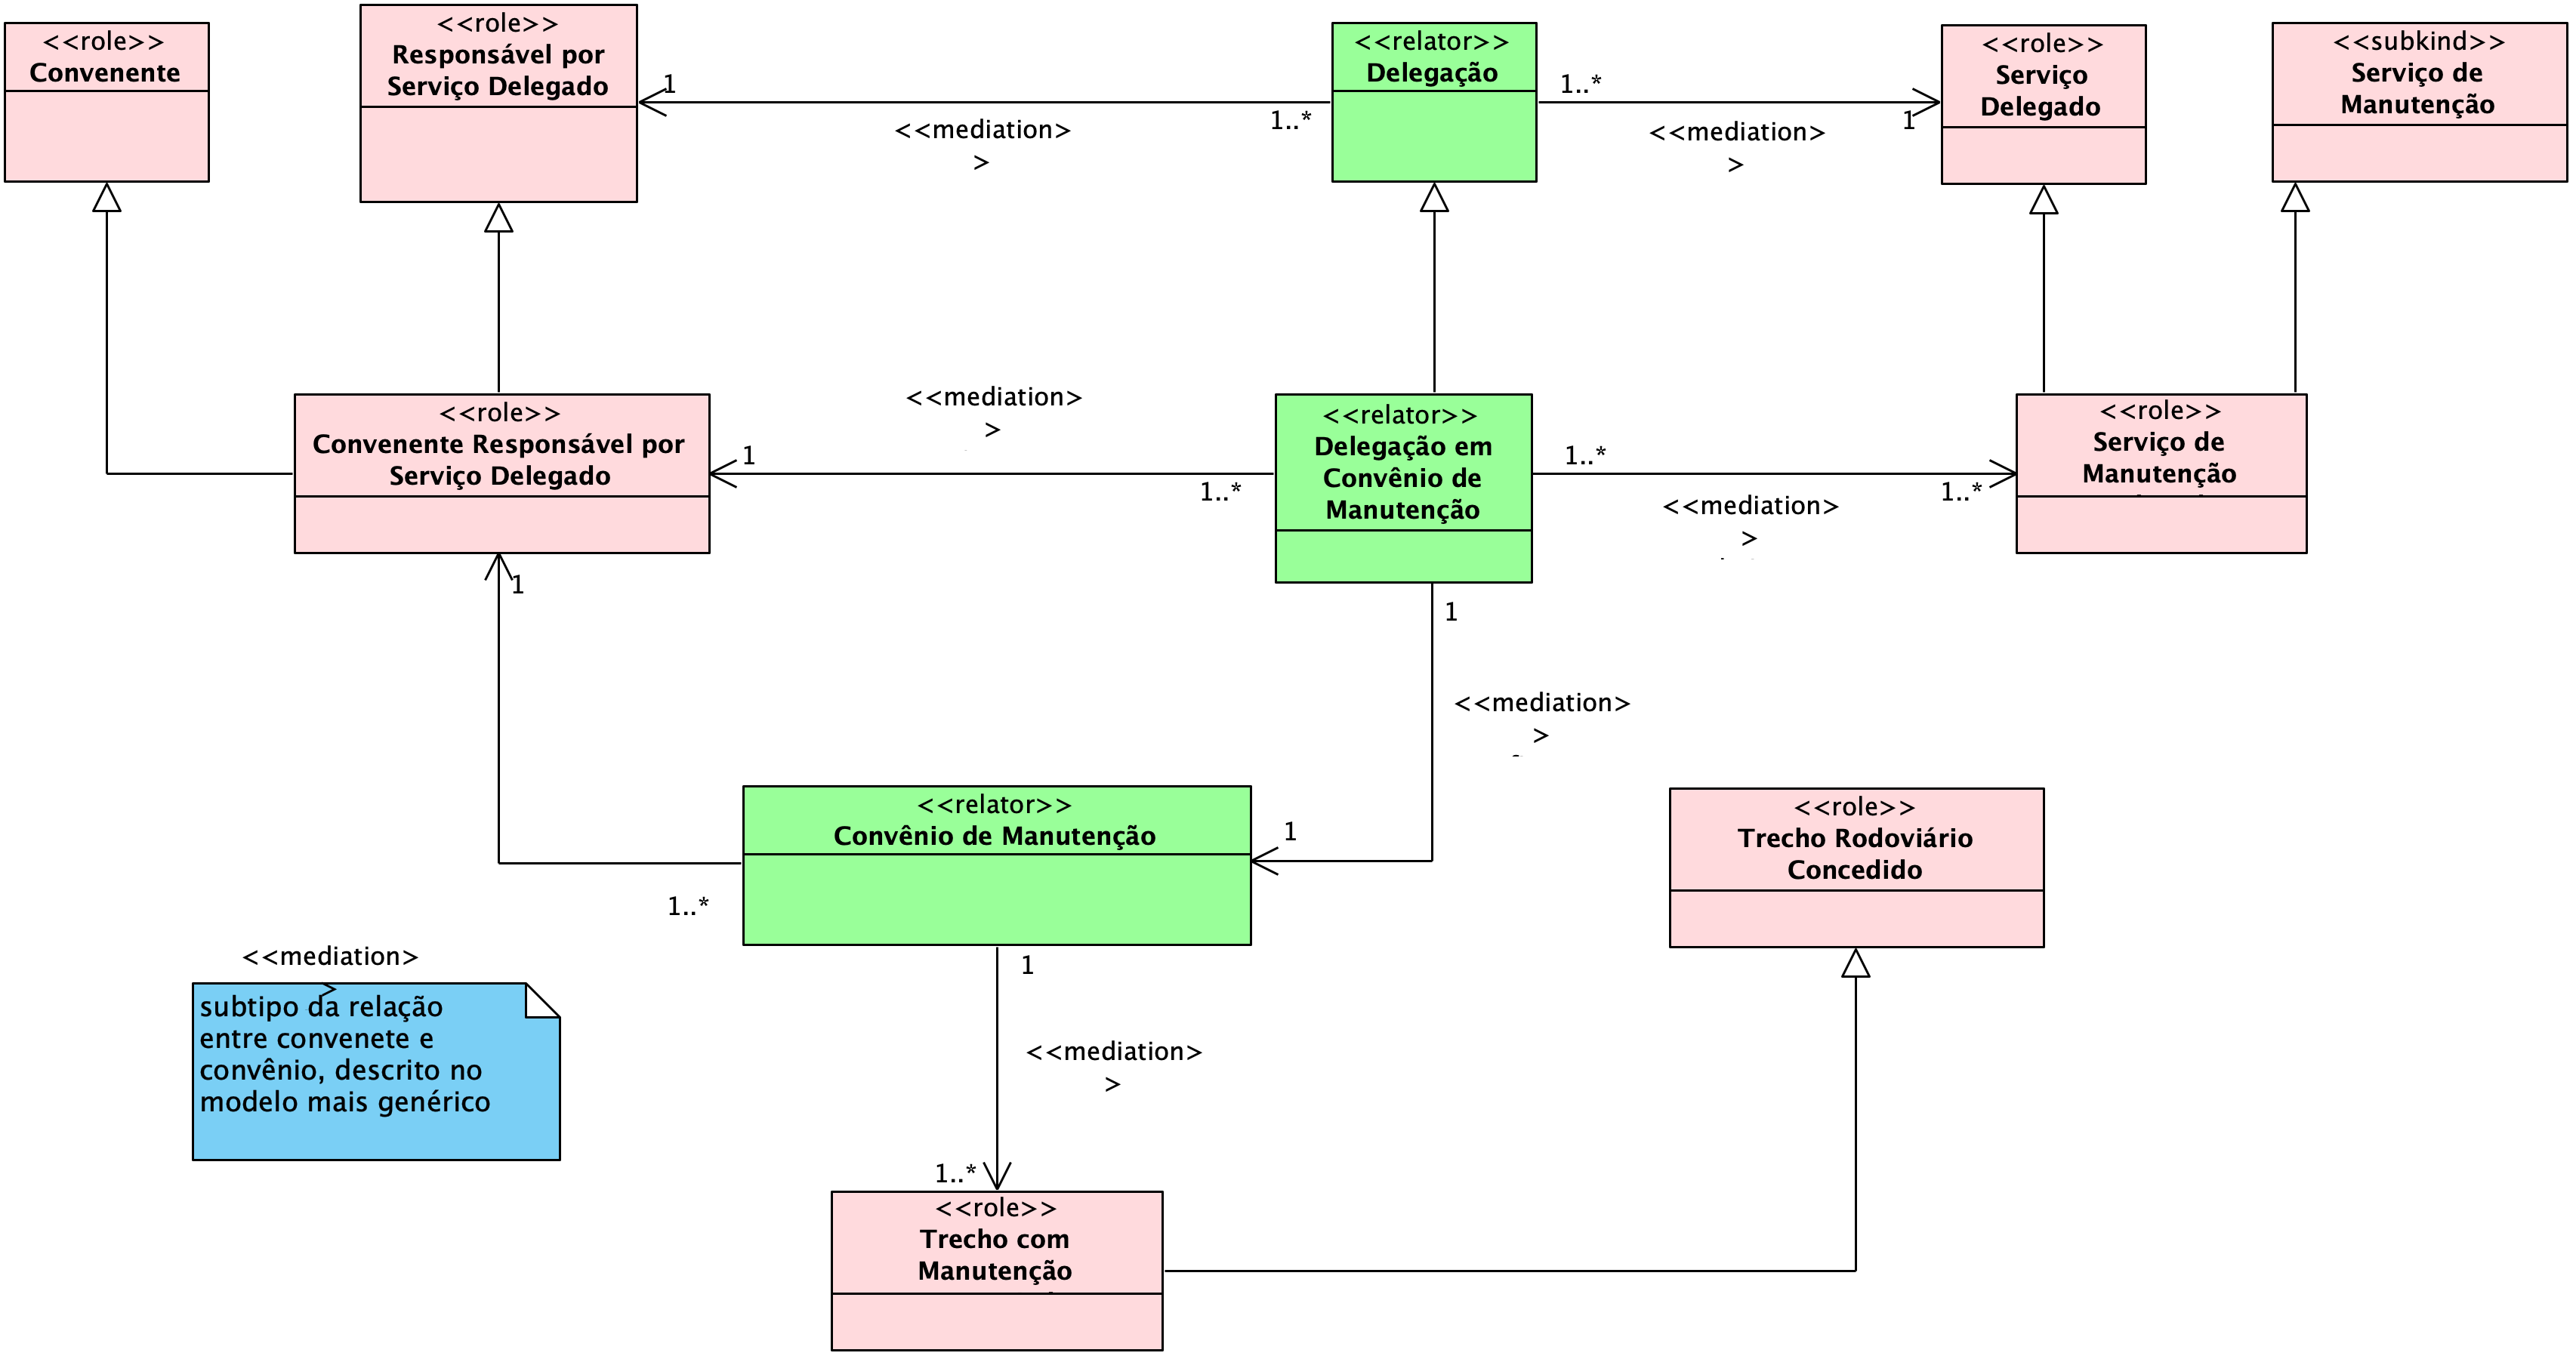 <<role>>
Convenente
<<role>>
Responsável por
Serviço Delegado
<<relator>>
Delegação
<<role>>
Serviço
Delegado
<<subkind>>
Serviço de
Manutenção
1
1..*
<<mediation>
>
1..*
1
<<mediation>
>
<<role>>
Convenente Responsável por
Serviço Delegado
<<mediation>
>
1
1..*
<<relator>>
Delegação em
Convênio de
Manutenção
1..*
1..*
<<mediation>
>
<<role>>
Serviço de
Manutenção
1
1
<<mediation>
>
1
<<relator>>
Convênio de Manutenção
1..*
<<role>>
Trecho Rodoviário
Concedido
<<mediation>
>
subtipo da relação
entre convenete e
convênio, descrito no
modelo mais genérico
1
<<mediation>
>
1..*
<<role>>
Trecho com
Manutenção